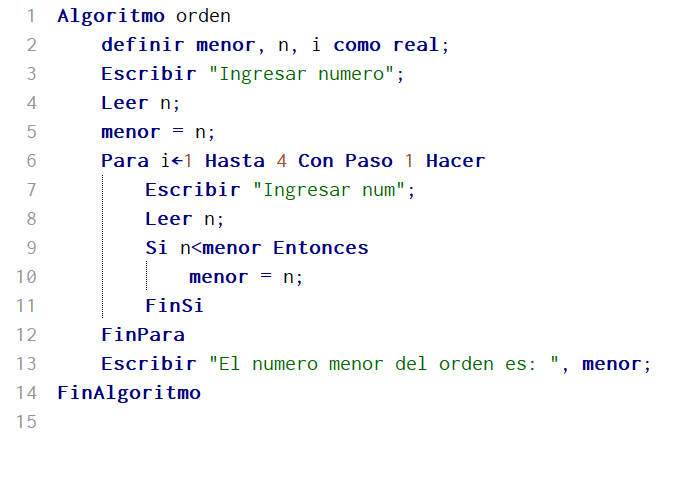 1 Algoritmo orden
2 definir menor, n, i como real;
3 Escribir "Ingresar numero";
4 Leer n;
5 menor = n;
6 Para i←1 Hasta 4 Con Paso 1 Hacer
7 Escribir "Ingresar num";
8 Leer n;
9 Si n<menor Entonces
10 menor = n;
11 FinSi
12 FinPara
13 Escribir "El numero menor del orden es: ", menor;
14 FinAlgoritmo
15